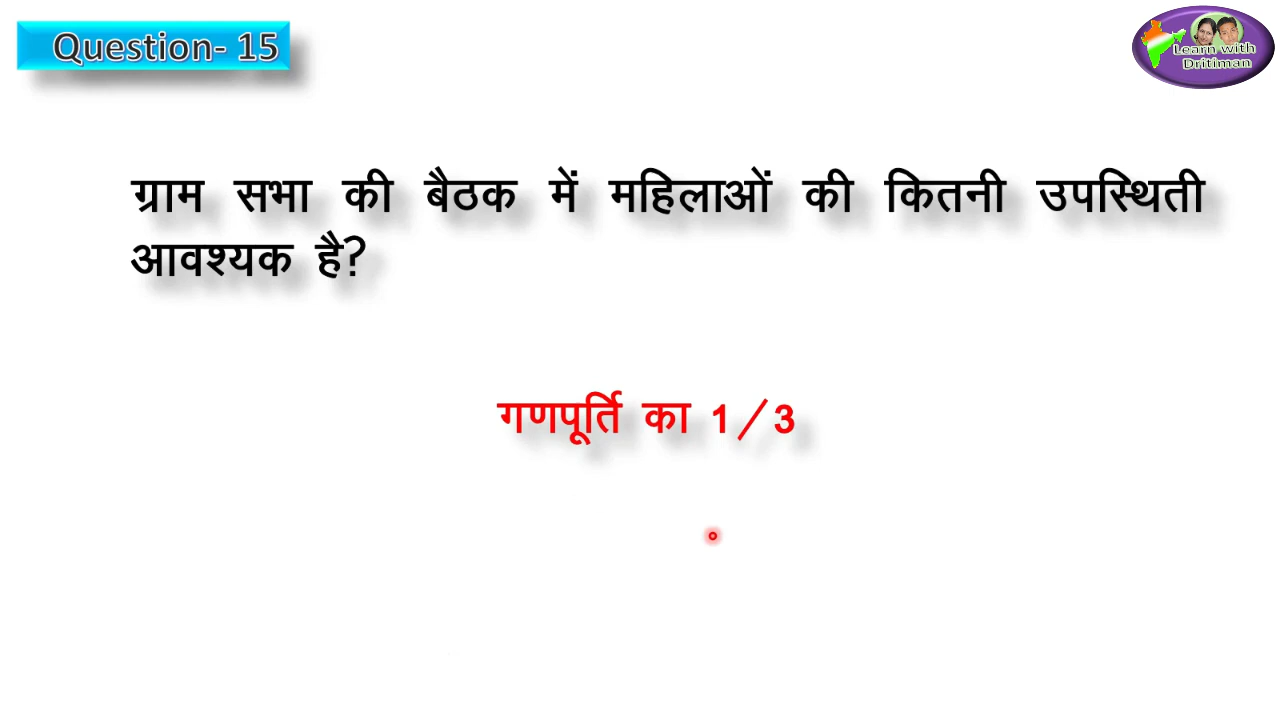 Question- 15
Learn with
Dritiman
ग्राम सभा की बैठक में महिलाओं की कितनी उपस्थिती
आवश्यक है?
गणपूर्ति का 1/3